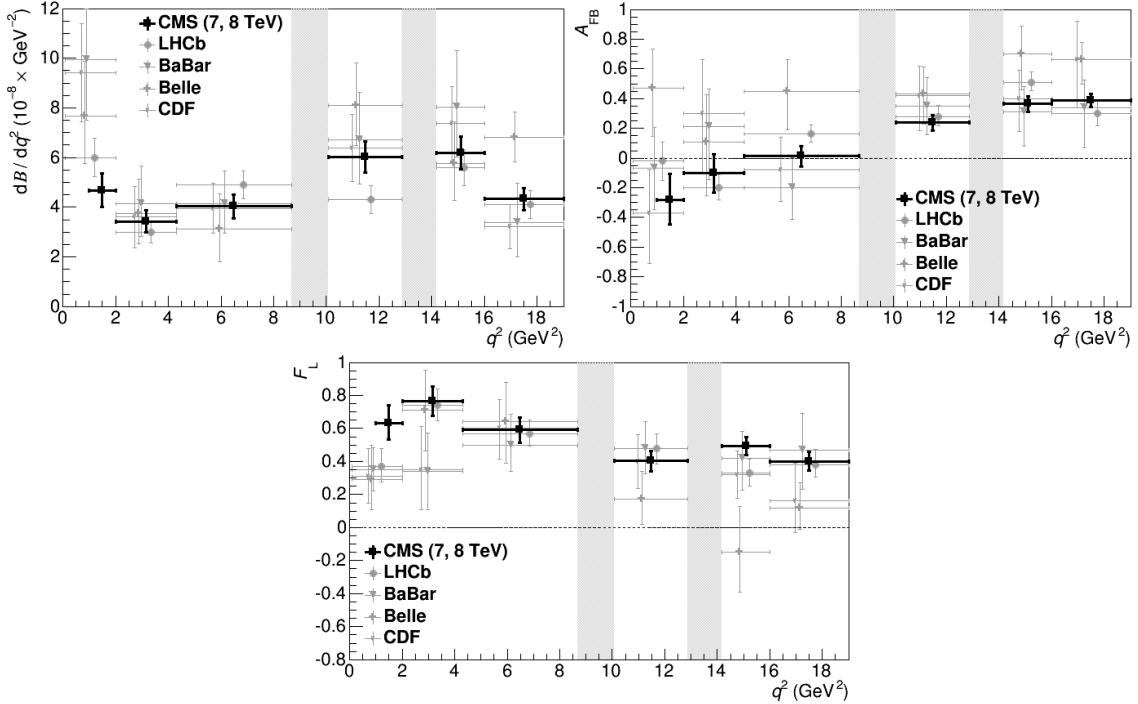 dB / dq² (10⁻⁸ × GeV⁻²)
12
10
8
6
4
2
0
CMS (7, 8 TeV)
LHCb
BaBar
Belle
CDF
0 2 4 6 8 10 12 14 16 18
q² (GeV²)
A_FB
1
0.8
0.6
0.4
0.2
0
-0.2
-0.4
-0.6
-0.8
-1
CMS (7, 8 TeV)
LHCb
BaBar
Belle
CDF
0 2 4 6 8 10 12 14 16 18
q² (GeV²)
F_L
1
0.8
0.6
0.4
0.2
0
-0.2
-0.4
-0.6
-0.8
CMS (7, 8 TeV)
LHCb
BaBar
Belle
CDF
0 2 4 6 8 10 12 14 16 18
q² (GeV²)